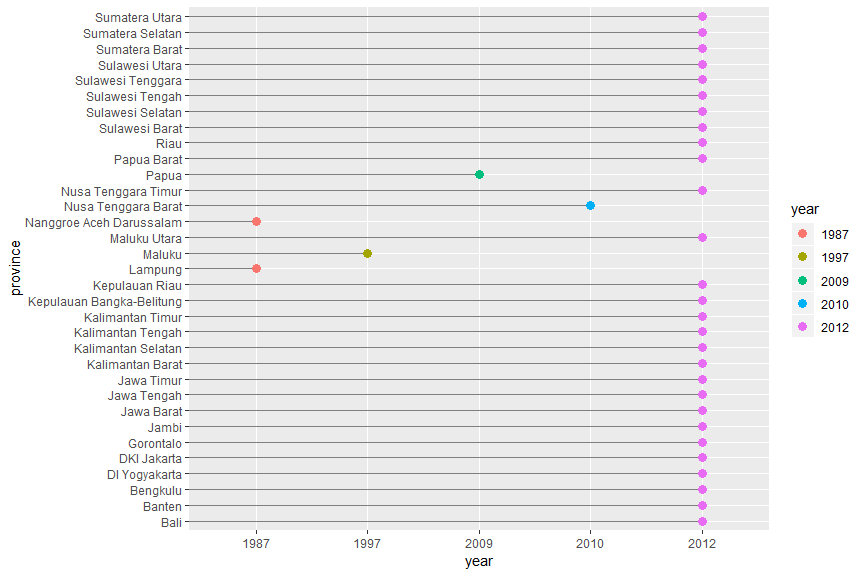 province
Sumatera Utara
Sumatera Selatan
Sumatera Barat
Sulawesi Utara
Sulawesi Tenggara
Sulawesi Tengah
Sulawesi Selatan
Sulawesi Barat
Riau
Papua Barat
Papua
Nusa Tenggara Timur
Nusa Tenggara Barat
Nanggroe Aceh Darussalam
Maluku Utara
Maluku
Lampung
Kepulauan Riau
Kepulauan Bangka-Belitung
Kalimantan Timur
Kalimantan Tengah
Kalimantan Selatan
Kalimantan Barat
Jawa Timur
Jawa Tengah
Jawa Barat
Jambi
Gorontalo
DKI Jakarta
DI Yogyakarta
Bengkulu
Banten
Bali
1987 1997 2009 2010 2012
year
year
1987
1997
2009
2010
2012